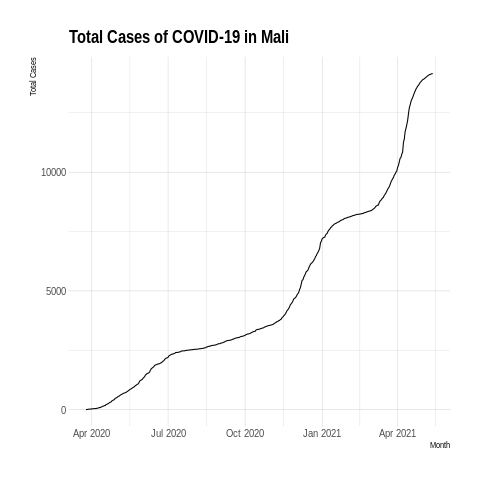 Total Cases of COVID-19 in Mali
Total Cases
10000
5000
0
Apr 2020 Jul 2020 Oct 2020 Jan 2021 Apr 2021
Month